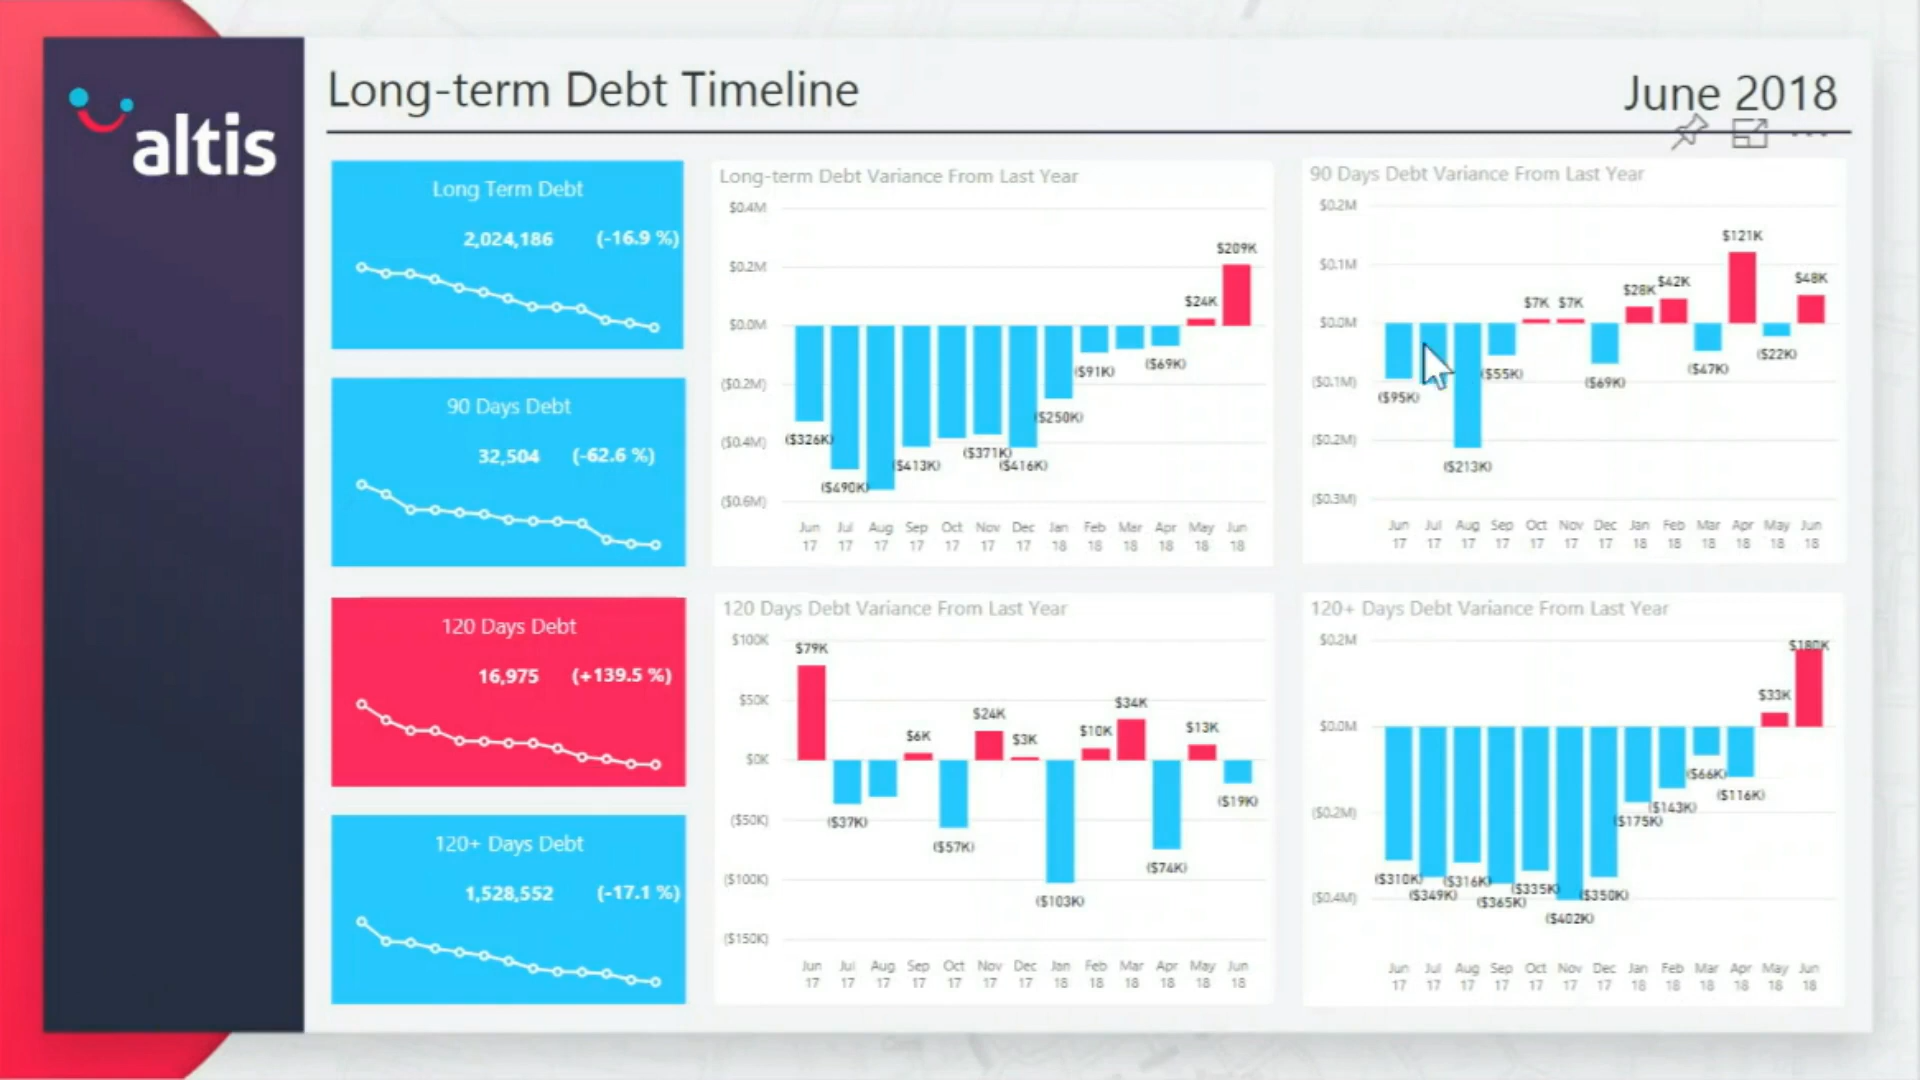 altis
Long-term Debt Timeline
June 2018
Long Term Debt
2,024,186 (-16.9 %)
90 Days Debt
32,504 (-62.6 %)
120 Days Debt
16,975 (+139.5 %)
120+ Days Debt
1,528,552 (-17.1 %)
Long-term Debt Variance From Last Year
$0.4M
$0.2M
$0.0M
($0.2M)
($0.4M)
($0.6M)
($326K)
($490K)
($413K)
($371K)
($416K)
($250K)
($91K)
($69K)
$24K
$209K
Jun Jul Aug Sep Oct Nov Dec Jan Feb Mar Apr May Jun
17 17 17 17 17 17 17 18 18 18 18 18 18
90 Days Debt Variance From Last Year
$0.2M
$0.1M
$0.0M
($0.1M)
($0.2M)
($0.3M)
($95K)
($213K)
($55K)
$7K
$7K
($69K)
$28K
$42K
($47K)
$121K
($22K)
$48K
Jun Jul Aug Sep Oct Nov Dec Jan Feb Mar Apr May Jun
17 17 17 17 17 17 17 18 18 18 18 18 18
120 Days Debt Variance From Last Year
$100K
$50K
$0K
($50K)
($100K)
($150K)
$79K
($37K)
$6K
($57K)
$24K
$3K
($103K)
$10K
$34K
($74K)
$13K
($19K)
Jun Jul Aug Sep Oct Nov Dec Jan Feb Mar Apr May Jun
17 17 17 17 17 17 17 18 18 18 18 18 18
120+ Days Debt Variance From Last Year
$0.2M
$0.0M
($0.2M)
($0.4M)
($310K)
($349K)
($316K)
($365K)
($335K)
($402K)
($350K)
($175K)
($143K)
($66K)
($116K)
$33K
$180K
Jun Jul Aug Sep Oct Nov Dec Jan Feb Mar Apr May Jun
17 17 17 17 17 17 17 18 18 18 18 18 18